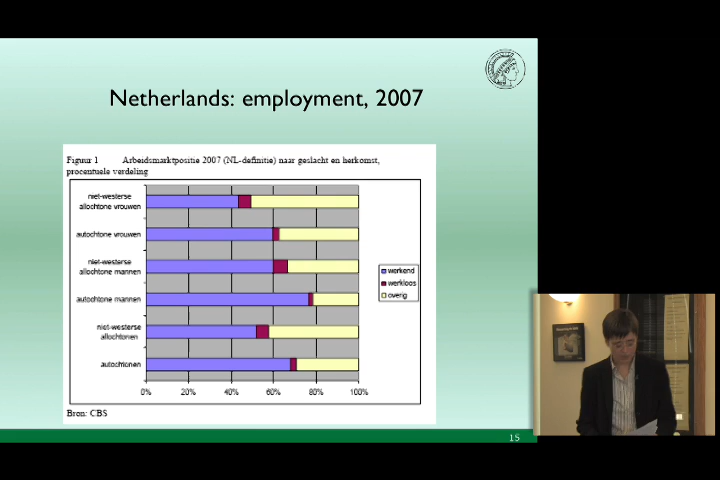 Netherlands: employment, 2007
Figuur 1 Arbeidsmarktpositie 2007 (NL-definitie) naar geslacht en herkomst,
procentuele verdeling
niet-westerse
allochtone vrouwen
autochtone vrouwen
niet-westerse
allochtone mannen
autochtone mannen
niet-westerse
allochtonen
autochtonen
werkend
werkloos
overig
0% 20% 40% 60% 80% 100%
Bron: CBS
15